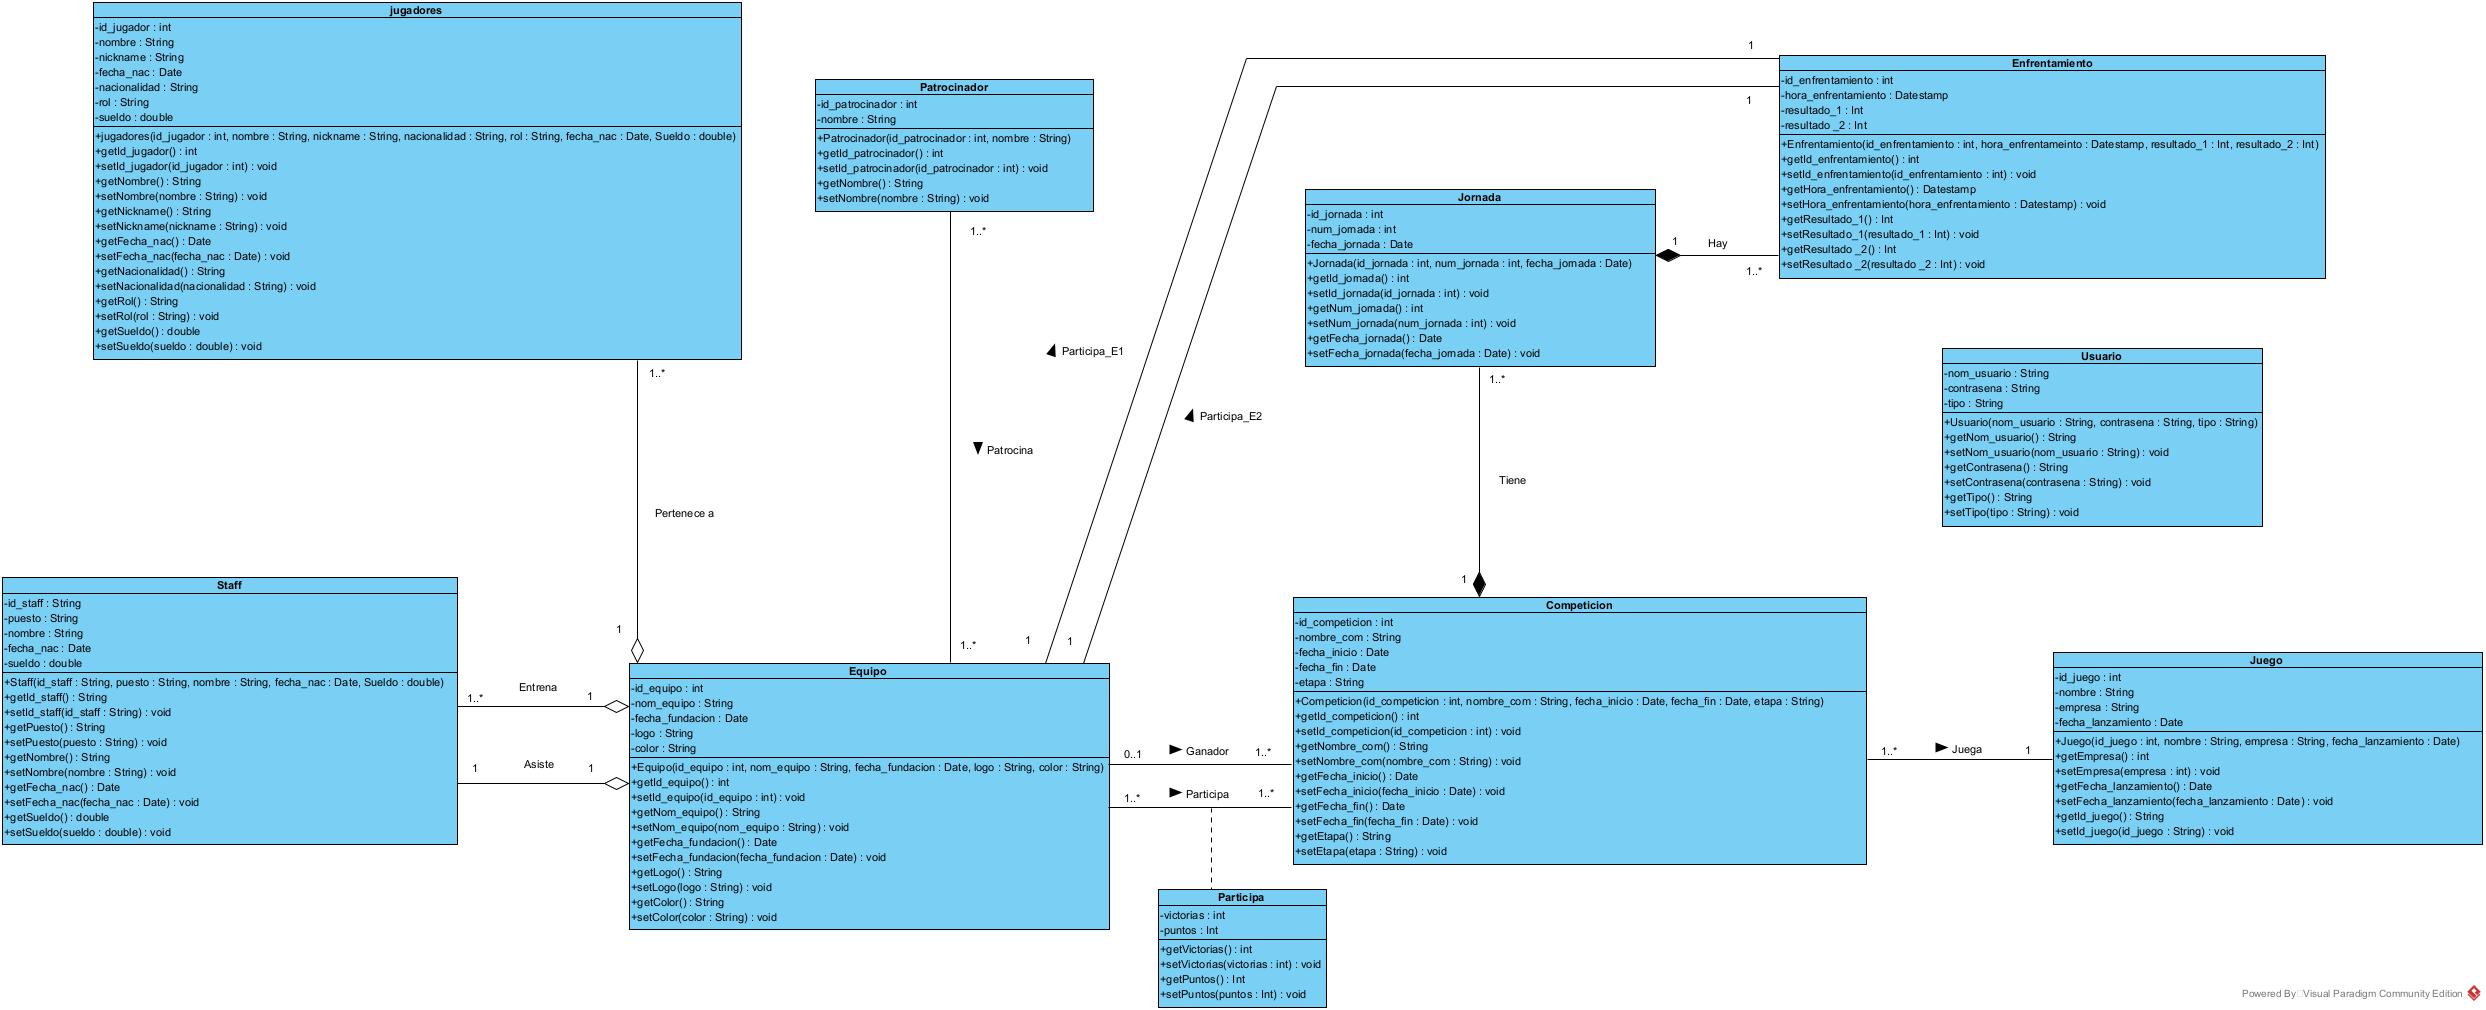 jugadores
-id_jugador : int
-nombre : String
-nickname : String
-fecha_nac : Date
-nacionalidad : String
-rol : String
-sueldo : double
+jugadores(id_jugador : int, nombre : String, nickname : String, nacionalidad : String, rol : String, fecha_nac : Date, Sueldo : double)
+getId_jugador() : int
+setId_jugador(id_jugador : int) : void
+getNombre() : String
+setNombre(nombre : String) : void
+getNickname() : String
+setNickname(nickname : String) : void
+getFecha_nac() : Date
+setFecha_nac(fecha_nac : Date) : void
+getNacionalidad() : String
+setNacionalidad(nacionalidad : String) : void
+getRol() : String
+setRol(rol : String) : void
+getSueldo() : double
+setSueldo(sueldo : double) : void
Patrocinador
-id_patrocinador : int
-nombre : String
+Patrocinador(id_patrocinador : int, nombre : String)
+getId_patrocinador() : int
+setId_patrocinador(id_patrocinador : int) : void
+getNombre() : String
+setNombre(nombre : String) : void
1..*
1
1
Enfrentamiento
-id_enfrentamiento : int
-hora_enfrentamiento : Datestamp
-resultado_1 : Int
-resultado _2 : Int
+Enfrentamiento(id_enfrentamiento : int, hora_enfrentameinto : Datestamp, resultado_1 : Int, resultado_2 : Int)
+getId_enfrentamiento() : int
+setId_enfrentamiento(id_enfrentamiento : int) : void
+getHora_enfrentamiento() : Datestamp
+setHora_enfrentamiento(hora_enfrentamiento : Datestamp) : void
+getResultado_1() : Int
+setResultado_1(resultado_1 : Int) : void
+getResultado _2() : Int
+setResultado _2(resultado _2 : Int) : void
Jornada
-id_jornada : int
-num_jornada : int
-fecha_jornada : Date
+Jornada(id_jornada : int, num_jornada : int, fecha_jornada : Date)
+getId_jornada() : int
+setId_jornada(id_jornada : int) : void
+getNum_jornada() : int
+setNum_jornada(num_jornada : int) : void
+getFecha_jornada() : Date
+setFecha_jornada(fecha_jornada : Date) : void
1
Hay
1..*
Participa_E1
Participa_E2
Patrocina
1..*
Pertenece a
1
1..*
Tiene
1
Usuario
-nom_usuario : String
-contrasena : String
-tipo : String
+Usuario(nom_usuario : String, contrasena : String, tipo : String)
+getNom_usuario() : String
+setNom_usuario(nom_usuario : String) : void
+getContrasena() : String
+setContrasena(contrasena : String) : void
+getTipo() : String
+setTipo(tipo : String) : void
Staff
-id_staff : String
-puesto : String
-nombre : String
-fecha_nac : Date
-sueldo : double
+Staff(id_staff : String, puesto : String, nombre : String, fecha_nac : Date, Sueldo : double)
+getId_staff() : String
+setId_staff(id_staff : String) : void
+getPuesto() : String
+setPuesto(puesto : String) : void
+getNombre() : String
+setNombre(nombre : String) : void
+getFecha_nac() : Date
+setFecha_nac(fecha_nac : Date) : void
+getSueldo() : double
+setSueldo(sueldo : double) : void
1..*
Entrena
1
1
Asiste
1
1..*
1
1
Equipo
-id_equipo : int
-nom_equipo : String
-fecha_fundacion : Date
-logo : String
-color : String
+Equipo(id_equipo : int, nom_equipo : String, fecha_fundacion : Date, logo : String, color : String)
+getId_equipo() : int
+setId_equipo(id_equipo : int) : void
+getNom_equipo() : String
+setNom_equipo(nom_equipo : String) : void
+getFecha_fundacion() : Date
+setFecha_fundacion(fecha_fundacion : Date) : void
+getLogo() : String
+setLogo(logo : String) : void
+getColor() : String
+setColor(color : String) : void
0..1
Ganador
1..*
1..*
Participa
1..*
Competicion
-id_competicion : int
-nombre_com : String
-fecha_inicio : Date
-fecha_fin : Date
-etapa : String
+Competicion(id_competicion : int, nombre_com : String, fecha_inicio : Date, fecha_fin : Date, etapa : String)
+getId_competicion() : int
+setId_competicion(id_competicion : int) : void
+getNombre_com() : String
+setNombre_com(nombre_com : String) : void
+getFecha_inicio() : Date
+setFecha_inicio(fecha_inicio : Date) : void
+getFecha_fin() : Date
+setFecha_fin(fecha_fin : Date) : void
+getEtapa() : String
+setEtapa(etapa : String) : void
1..*
Juega
1
Juego
-id_juego : int
-nombre : String
-empresa : String
-fecha_lanzamiento : Date
+Juego(id_juego : int, nombre : String, empresa : String, fecha_lanzamiento : Date)
+getEmpresa() : int
+setEmpresa(empresa : int) : void
+getFecha_lanzamiento() : Date
+setFecha_lanzamiento(fecha_lanzamiento : Date) : void
+getId_juego() : String
+setId_juego(id_juego : String) : void
Participa
-victorias : int
-puntos : Int
+getVictorias() : int
+setVictorias(victorias : int) : void
+getPuntos() : Int
+setPuntos(puntos : Int) : void
Powered By Visual Paradigm Community Edition